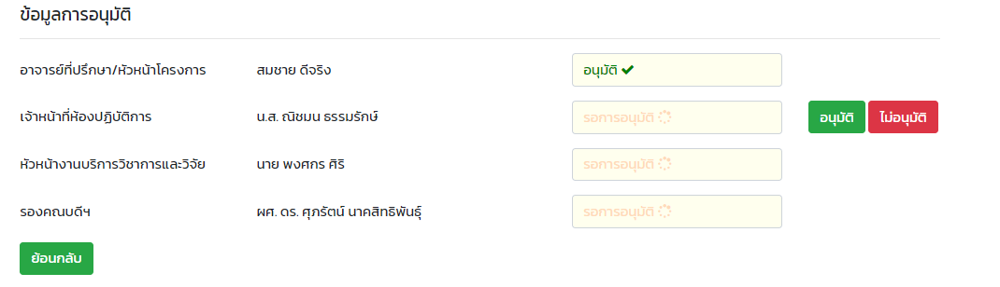 ข้อมูลการอนุมัติ
อาจารย์ที่ปรึกษา/หัวหน้าโครงการ สมชาย ดีจริง อนุมัติ ✔
เจ้าหน้าที่ห้องปฏิบัติการ น.ส. ณิชมน ธรรมรักษ์ รอการอนุมัติ อนุมัติ ไม่อนุมัติ
หัวหน้างานบริการวิชาการและวิจัย นาย พงศกร ศิริ รอการอนุมัติ
รองคณบดีฯ ผศ. ดร. ศุภรัตน์ นาคสิทธิพันธุ์ รอการอนุมัติ
ย้อนกลับ